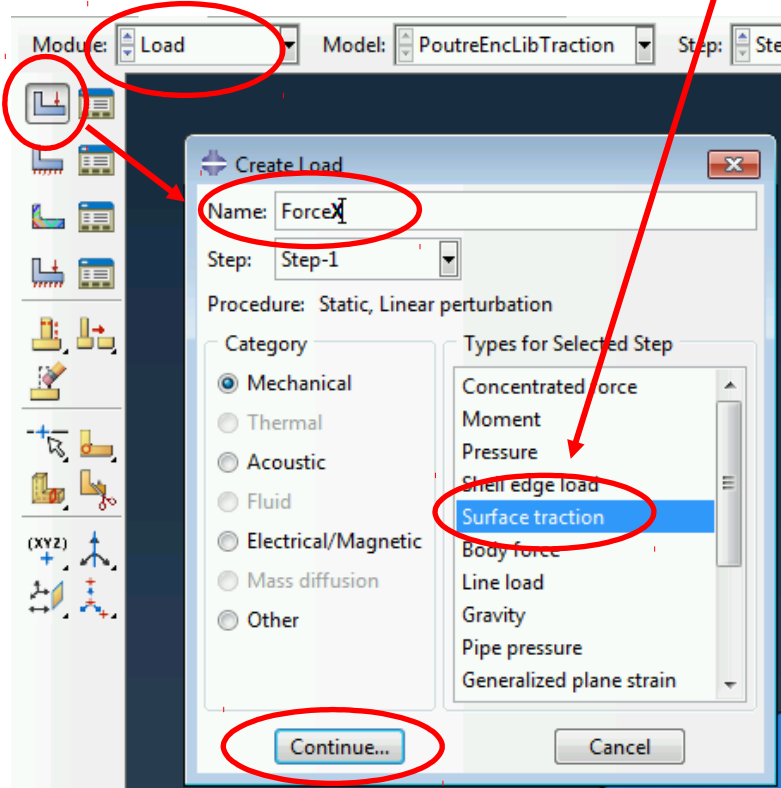 Module: Load Model: PoutreEncLibTraction Step: Ste
Create Load
Name: ForceX
Step: Step-1
Procedure: Static, Linear perturbation
Category Types for Selected Step
Mechanical Concentrated force
Thermal Moment
Acoustic Pressure
Fluid Shell edge load
Electrical/Magnetic Surface traction
Mass diffusion Body force
Other Line load
Gravity
Pipe pressure
Generalized plane strain
Continue... Cancel
(XYZ)